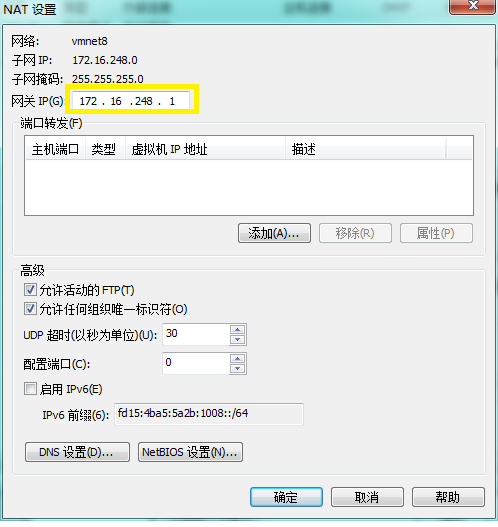 NAT 设置
网络: vmnet8
子网 IP: 172.16.248.0
子网掩码: 255.255.255.0
网关 IP(G): 172 . 16 .248 . 1
端口转发(F)
主机端口 类型 虚拟机 IP 地址 描述
添加(A)... 移除(R) 属性(P)
高级
允许活动的 FTP(T)
允许任何组织唯一标识符(O)
UDP 超时(以秒为单位)(U): 30
配置端口(C): 0
启用 IPv6(E)
IPv6 前缀(6): fd15:4ba5:5a2b:1008::/64
DNS 设置(D)... NetBIOS 设置(N)...
确定 取消 帮助